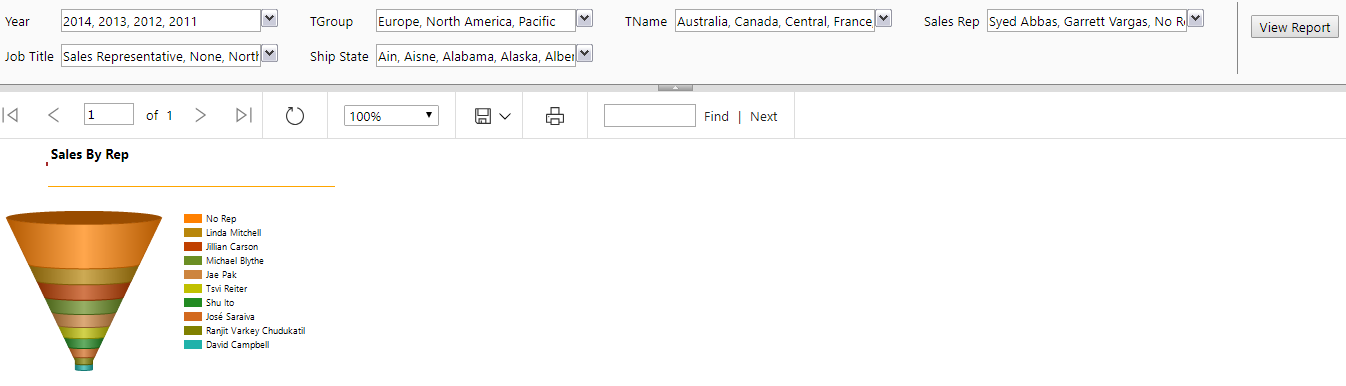 Year 2014, 2013, 2012, 2011 TGroup Europe, North America, Pacific TName Australia, Canada, Central, France, Sales Rep Syed Abbas, Garrett Vargas, No View Report
Job Title Sales Representative, None, North Ship State Ain, Aisne, Alabama, Alaska,
1 of 1 100% Find | Next
Sales By Rep
No Rep
Linda Mitchell
Jillian Carson
Michael Blythe
Jae Pak
Tsvi Reiter
Shu Ito
José Saraiva
Ranjit Varkey Chudukatil
David Campbell